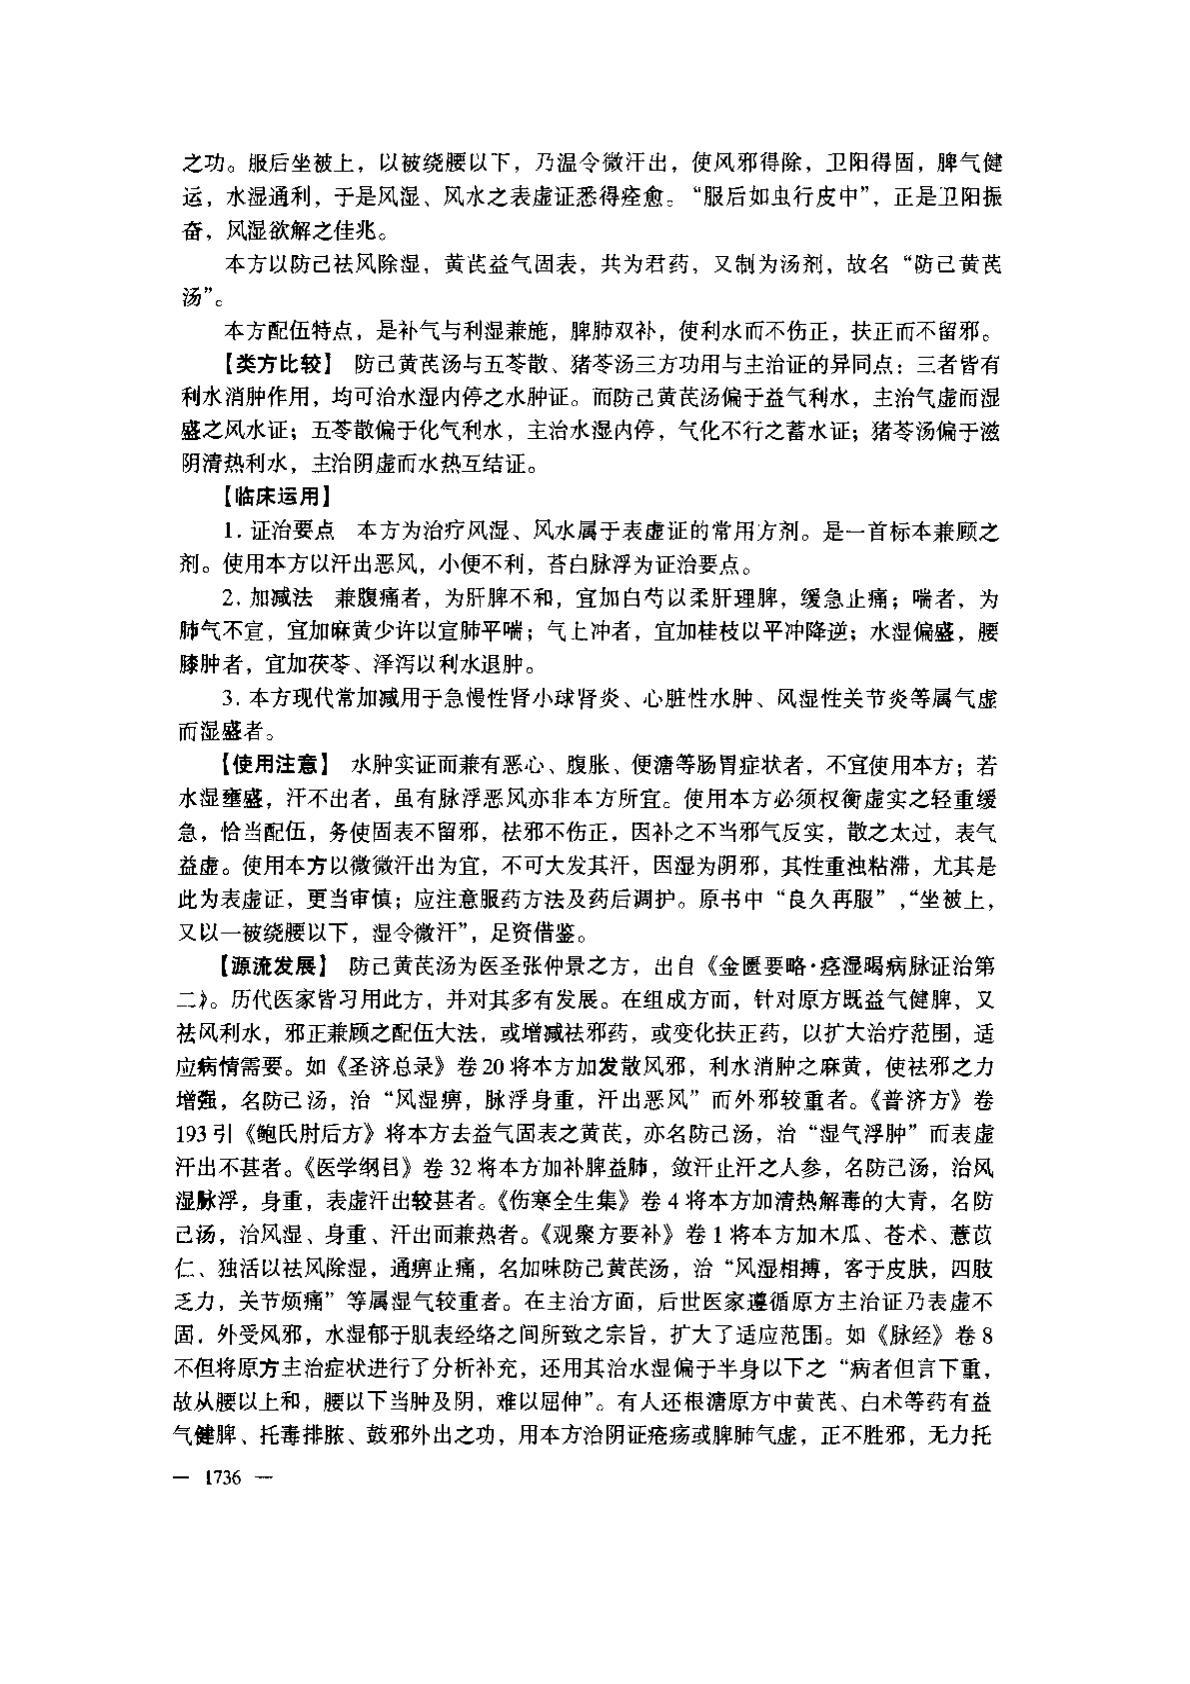 之功。服后坐被上，以被绕腰以下，乃温令微汗出，使风邪得除，卫阳得固，脾气健
运，水湿通利，于是风湿、风水之表虚证悉得痊愈。“服后如虫行皮中”，正是卫阳振
奋，风湿欲解之佳兆。
本方以防己祛风除湿，黄芪益气固表，共为君药，又制为汤剂，故名“防己黄芪
汤”。
本方配伍特点，是补气与利湿兼施，脾肺双补，使利水而不伤正，扶正而不留邪。
【类方比较】 防己黄芪汤与五苓散、猪苓汤三方功用与主治证的异同点：三者皆有
利水消肿作用，均可治水湿内停之水肿证。而防己黄芪汤偏于益气利水，主治气虚而湿
盛之风水证；五苓散偏于化气利水，主治水湿内停，气化不行之蓄水证；猪苓汤偏于滋
阴清热利水，主治阴虚而水热互结证。
【临床运用】
1. 证治要点 本方为治疗风湿、风水属于表虚证的常用方剂。是一首标本兼顾之
剂。使用本方以汗出恶风，小便不利，苔白脉浮为证治要点。
2. 加减法 兼腹痛者，为肝脾不和，宜加白芍以柔肝理脾，缓急止痛；喘者，为
肺气不宣，宜加麻黄少许以宣肺平喘；气上冲者，宜加桂枝以平冲降逆；水湿偏盛，腰
膝肿者，宜加茯苓、泽泻以利水退肿。
3. 本方现代常加减用于急慢性肾小球肾炎、心脏性水肿、风湿性关节炎等属气虚
而湿盛者。
【使用注意】 水肿实证而兼有恶心、腹胀、便溏等肠胃症状者，不宜使用本方；若
水湿壅盛，汗不出者，虽有脉浮恶风亦非本方所宜。使用本方必须权衡虚实之轻重缓
急，恰当配伍，务使固表不留邪，祛邪不伤正，因补之不当邪气反实，散之太过，表气
益虚。使用本方以微微汗出为宜，不可大发其汗，因湿为阴邪，其性重浊粘滞，尤其是
此为表虚证，更当审慎；应注意服药方法及药后调护。原书中“良久再服”，“坐被上，
又以一被绕腰以下，湿令微汗”，足资借鉴。
【源流发展】 防己黄芪汤为医圣张仲景之方，出自《金匮要略·痉湿暍病脉证治第
二》。历代医家皆习用此方，并对其多有发展。在组成方面，针对原方既益气健脾，又
祛风利水，邪正兼顾之配伍大法，或增减祛邪药，或变化扶正药，以扩大治疗范围，适
应病情需要。如《圣济总录》卷 20 将本方加发散风邪，利水消肿之麻黄，使祛邪之力
增强，名防己汤，治“风湿痹，脉浮身重，汗出恶风”而外邪较重者。《普济方》卷
193 引《鲍氏肘后方》将本方去益气固表之黄芪，亦名防己汤，治“湿气浮肿”而表虚
汗出不甚者。《医学纲目》卷 32 将本方加补脾益肺，敛汗止汗之人参，名防己汤，治风
湿脉浮，身重，表虚汗出较甚者。《伤寒全生集》卷 4 将本方加清热解毒的大青，名防
己汤，治风湿、身重、汗出而兼热者。《观聚方要补》卷 1 将本方加木瓜、苍术、薏苡
仁、独活以祛风除湿，通痹止痛，名加味防己黄芪汤，治“风湿相搏，客于皮肤，四肢
乏力，关节烦痛”等属湿气较重者。在主治方面，后世医家遵循原方主治证乃表虚不
固，外受风邪，水湿郁于肌表经络之间所致之宗旨，扩大了适应范围。如《脉经》卷 8
不但将原方主治症状进行了分析补充，还用其治水湿偏于半身以下之“病者但言下重，
故从腰以上和，腰以下当肿及阴，难以屈伸”。有人还根溏原方中黄芪、白术等药有益
气健脾、托毒排脓、鼓邪外出之功，用本方治阴证疮疡或脾肺气虚，正不胜邪，无力托
— 1736 —